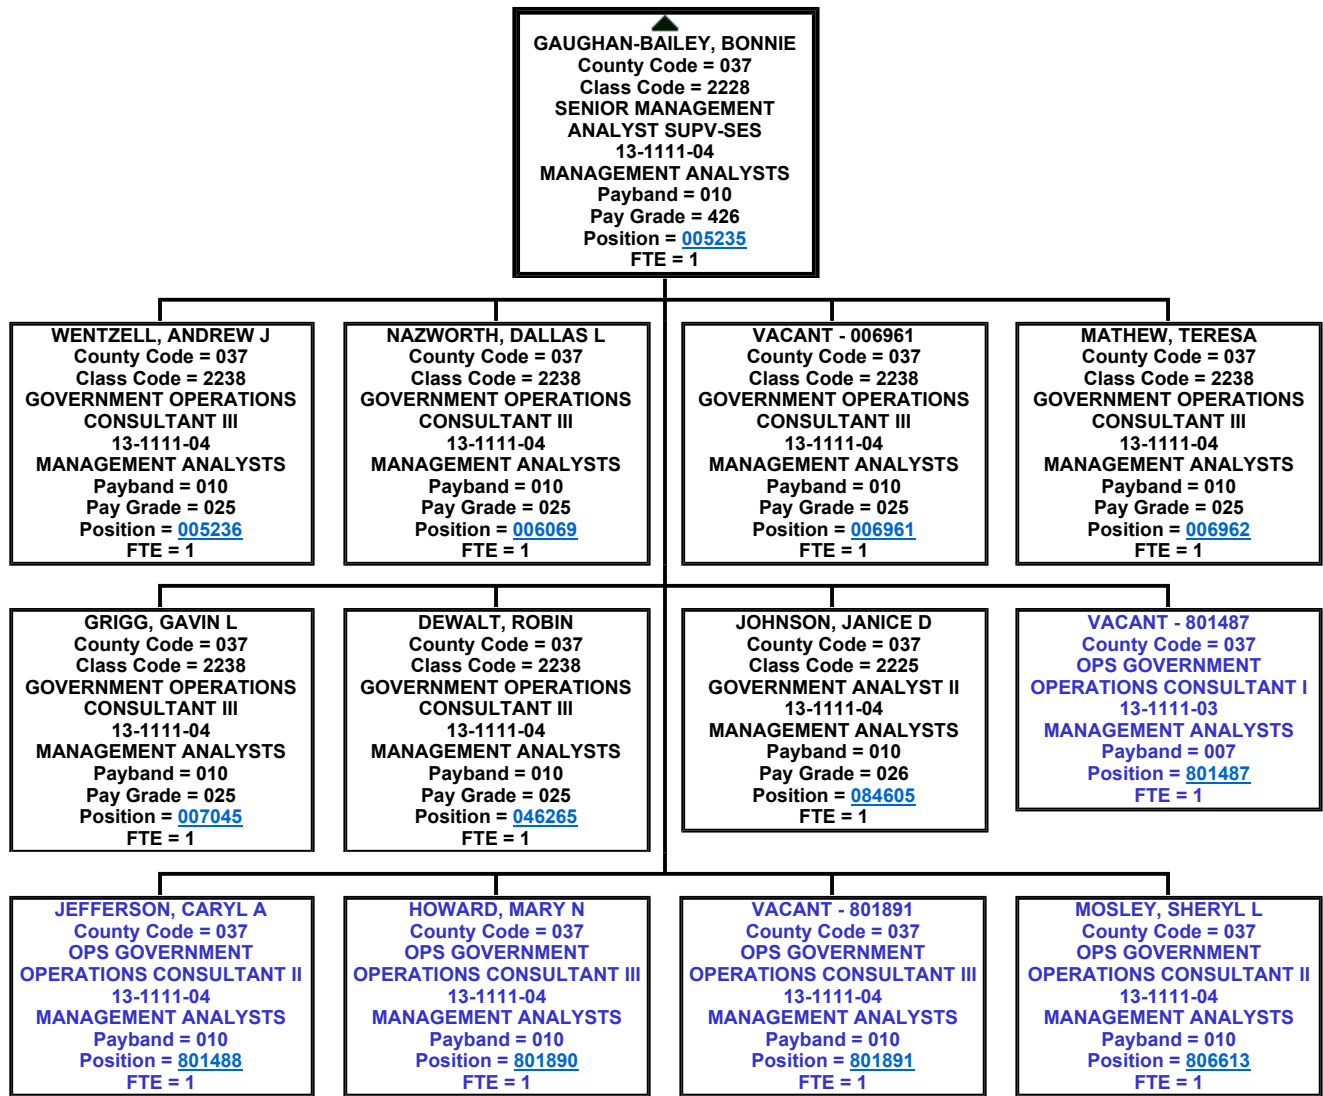 GAUGHAN-BAILEY, BONNIE
County Code = 037
Class Code = 2228
SENIOR MANAGEMENT
ANALYST SUPV-SES
13-1111-04
MANAGEMENT ANALYSTS
Payband = 010
Pay Grade = 426
Position = 005235
FTE = 1
WENTZELL, ANDREW J
County Code = 037
Class Code = 2238
GOVERNMENT OPERATIONS
CONSULTANT III
13-1111-04
MANAGEMENT ANALYSTS
Payband = 010
Pay Grade = 025
Position = 005236
FTE = 1
NAZWORTH, DALLAS L
County Code = 037
Class Code = 2238
GOVERNMENT OPERATIONS
CONSULTANT III
13-1111-04
MANAGEMENT ANALYSTS
Payband = 010
Pay Grade = 025
Position = 006069
FTE = 1
VACANT - 006961
County Code = 037
Class Code = 2238
GOVERNMENT OPERATIONS
CONSULTANT III
13-1111-04
MANAGEMENT ANALYSTS
Payband = 010
Pay Grade = 025
Position = 006961
FTE = 1
MATHEW, TERESA
County Code = 037
Class Code = 2238
GOVERNMENT OPERATIONS
CONSULTANT III
13-1111-04
MANAGEMENT ANALYSTS
Payband = 010
Pay Grade = 025
Position = 006962
FTE = 1
GRIGG, GAVIN L
County Code = 037
Class Code = 2238
GOVERNMENT OPERATIONS
CONSULTANT III
13-1111-04
MANAGEMENT ANALYSTS
Payband = 010
Pay Grade = 025
Position = 007045
FTE = 1
DEWALT, ROBIN
County Code = 037
Class Code = 2238
GOVERNMENT OPERATIONS
CONSULTANT III
13-1111-04
MANAGEMENT ANALYSTS
Payband = 010
Pay Grade = 025
Position = 046265
FTE = 1
JOHNSON, JANICE D
County Code = 037
Class Code = 2225
GOVERNMENT ANALYST II
13-1111-04
MANAGEMENT ANALYSTS
Payband = 010
Pay Grade = 026
Position = 084605
FTE = 1
VACANT - 801487
County Code = 037
OPS GOVERNMENT
OPERATIONS CONSULTANT I
13-1111-03
MANAGEMENT ANALYSTS
Payband = 007
Position = 801487
FTE = 1
JEFFERSON, CARYL A
County Code = 037
OPS GOVERNMENT
OPERATIONS CONSULTANT II
13-1111-04
MANAGEMENT ANALYSTS
Payband = 010
Position = 801488
FTE = 1
HOWARD, MARY N
County Code = 037
OPS GOVERNMENT
OPERATIONS CONSULTANT III
13-1111-04
MANAGEMENT ANALYSTS
Payband = 010
Position = 801890
FTE = 1
VACANT - 801891
County Code = 037
OPS GOVERNMENT
OPERATIONS CONSULTANT III
13-1111-04
MANAGEMENT ANALYSTS
Payband = 010
Position = 801891
FTE = 1
MOSLEY, SHERYL L
County Code = 037
OPS GOVERNMENT
OPERATIONS CONSULTANT II
13-1111-04
MANAGEMENT ANALYSTS
Payband = 010
Position = 806613
FTE = 1